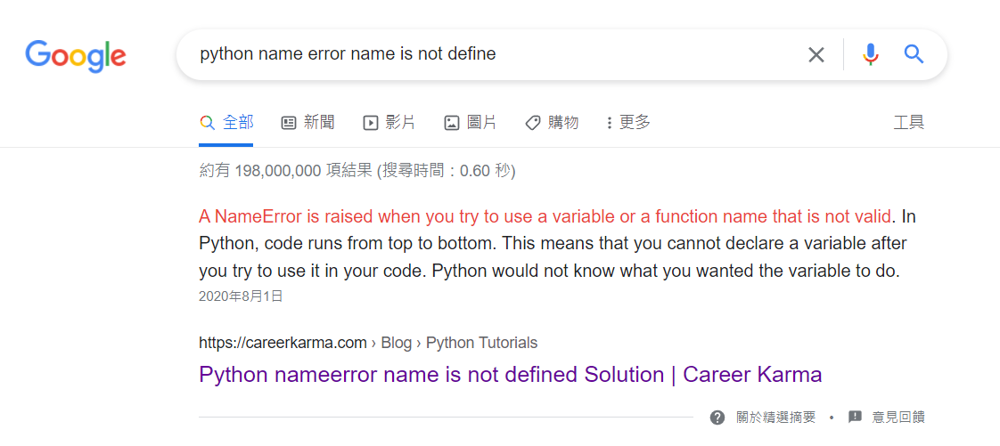 Google
python name error name is not define
全部 新聞 影片 圖片 購物 更多 工具
約有 198,000,000 項結果 (搜尋時間：0.60 秒)
A NameError is raised when you try to use a variable or a function name that is not valid. In
Python, code runs from top to bottom. This means that you cannot declare a variable after
you try to use it in your code. Python would not know what you wanted the variable to do.
2020年8月1日
https://careerkarma.com › Blog › Python Tutorials
Python nameerror name is not defined Solution | Career Karma
關於精選摘要 • 意見回饋